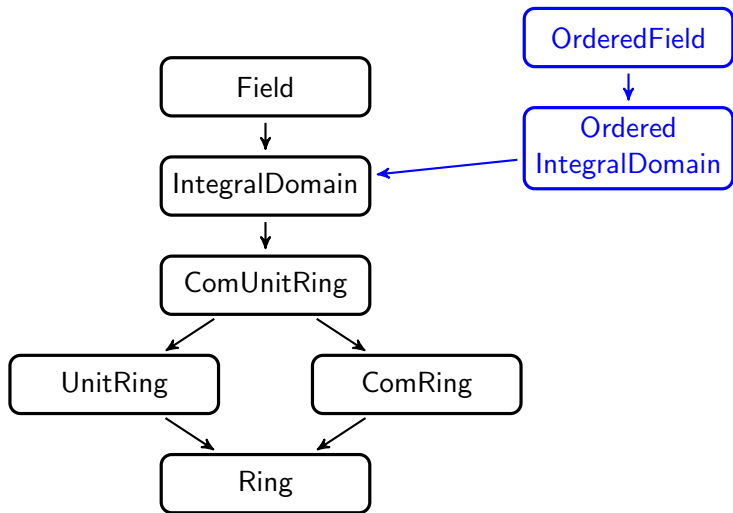 OrderedField
Field
Ordered
IntegralDomain
IntegralDomain
ComUnitRing
UnitRing
ComRing
Ring